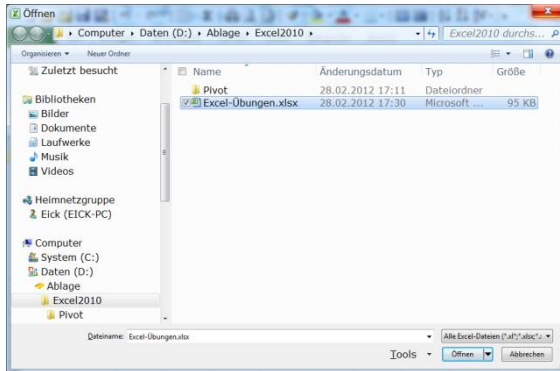 Öffnen
Computer Daten (D:) Ablage Excel2010
Excel2010 durchs...
Organisieren Neuer Ordner
Zuletzt besucht
Bibliotheken
Bilder
Dokumente
Laufwerke
Musik
Videos
Heimnetzgruppe
Eick (EICK-PC)
Computer
System (C:)
Daten (D:)
Ablage
Excel2010
Pivot
Name Änderungsdatum Typ Größe
Pivot 28.02.2012 17:11 Dateiordner
Excel-Übungen.xlsx 28.02.2012 17:30 Microsoft ... 95 KB
Dateiname: Excel-Übungen.xlsx
Alle Excel-Dateien
Tools Öffnen Abbrechen